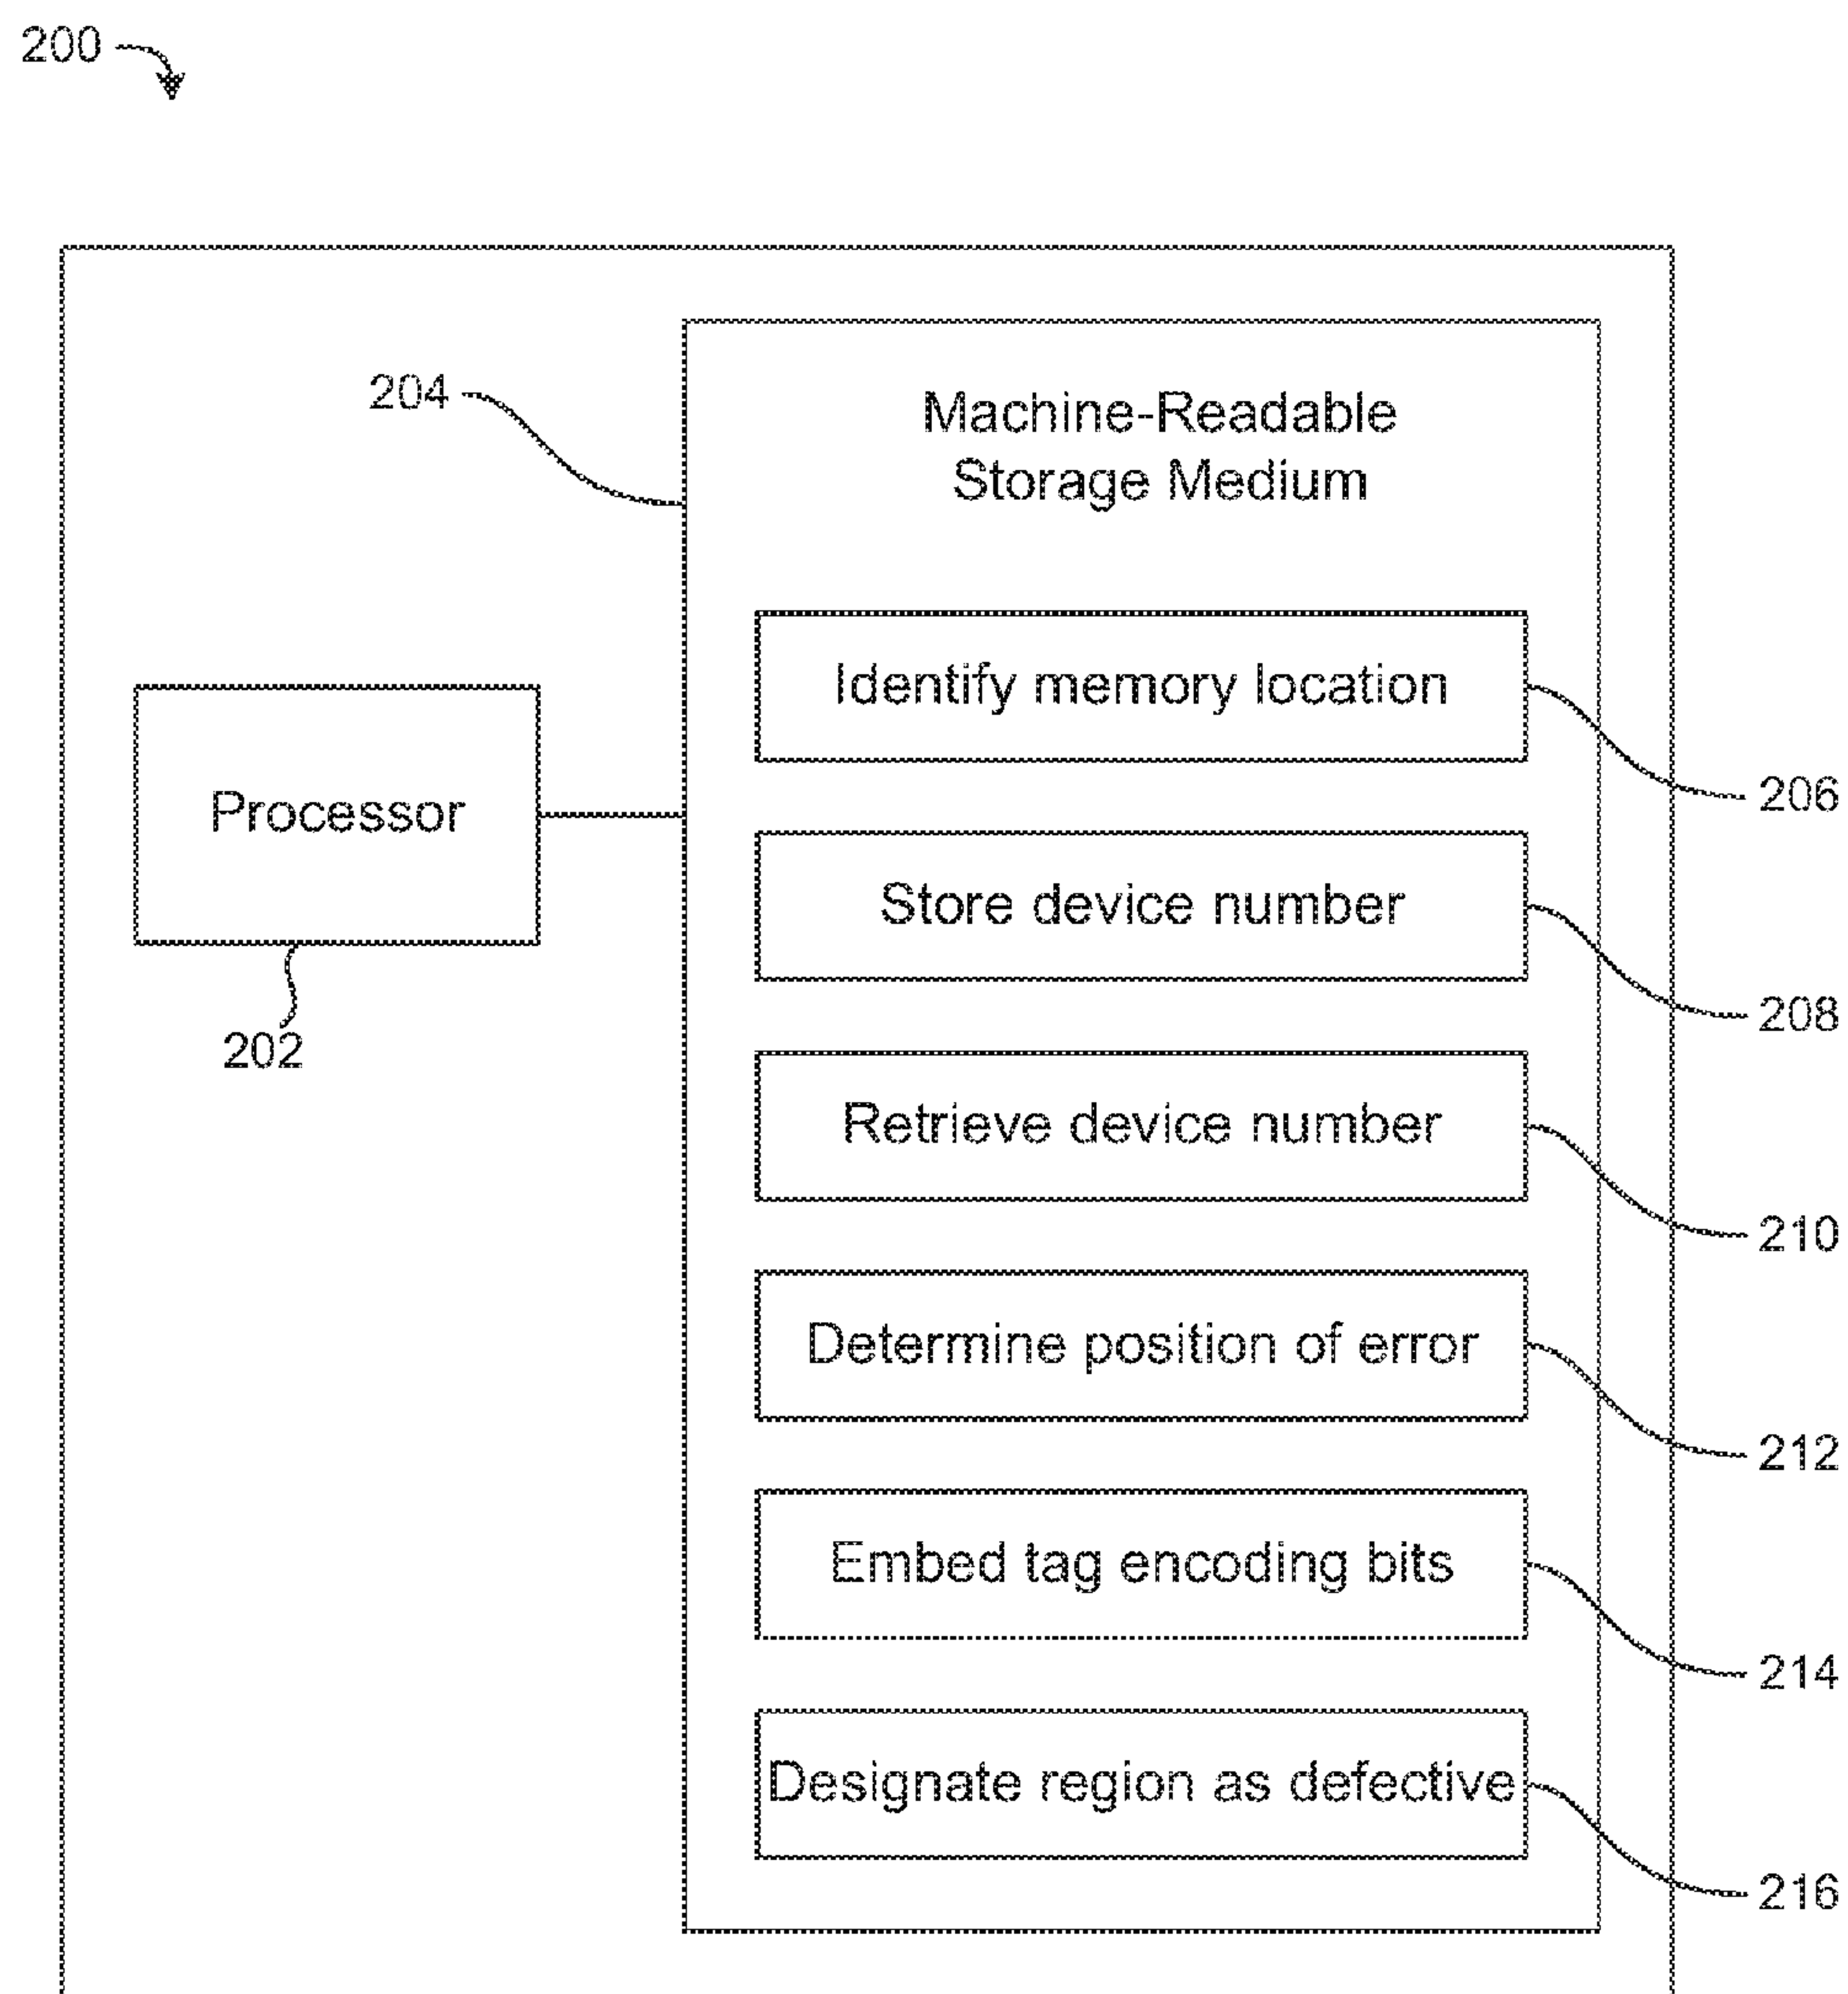 200
204
Machine-Readable
Storage Medium
Identify memory location
Processor
206
Store device number
208
202
Retrieve device number
210
Determine position of error
212
Embed tag encoding bits
214
Designate region as defective
216